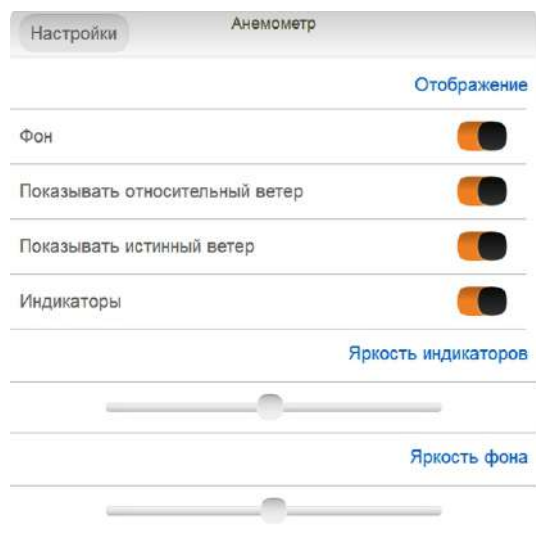 Настройки
Анемометр
Отображение
Фон
Показывать относительный ветер
Показывать истинный ветер
Индикаторы
Яркость индикаторов
Яркость фона